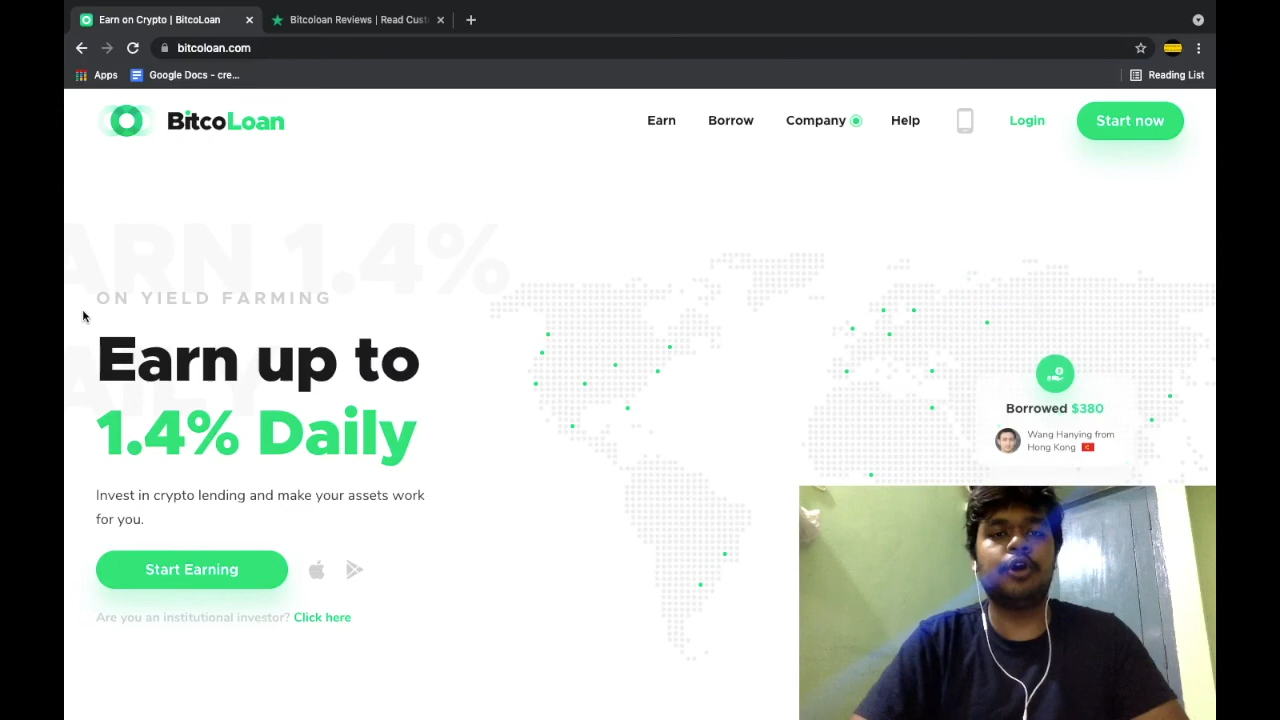 Earn on Crypto | BitcoLoan
Bitcoloan Reviews | Read Cust
bitcoloan.com
Apps
Google Docs - cre...
Reading List
BitcoLoan
Earn
Borrow
Company
Help
Login
Start now
ARN 1.4%
ON YIELD FARMING
Earn up to
1.4% Daily
Invest in crypto lending and make your assets work
for you.
Start Earning
Are you an institutional investor? Click here
Borrowed $380
Wang Hanying from
Hong Kong